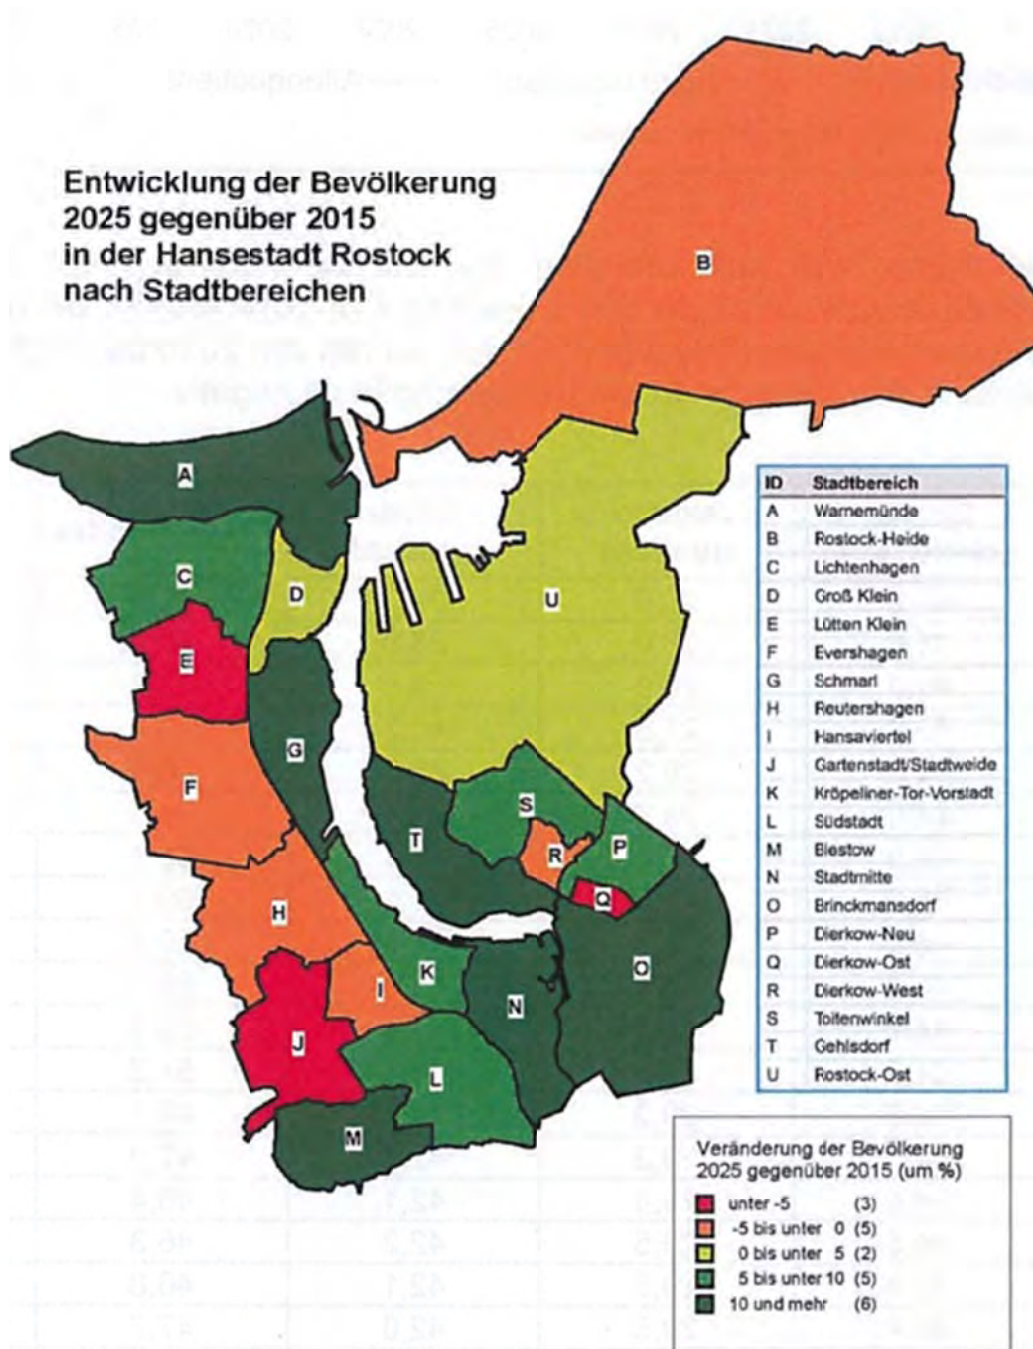 Entwicklung der Bevölkerung
2025 gegenüber 2015
in der Hansestadt Rostock
nach Stadtbereichen
B
A
C
D
U
E
G
F
S
T
R
P
Q
H
K
I
O
N
J
L
M
ID Stadtbereich
A Warnemünde
B Rostock-Heide
C Lichtenhagen
D Groß Klein
E Lütten Klein
F Evershagen
G Schmarl
H Reutershagen
I Hansaviertel
J Gartenstadt/Stadtweide
K Kröpeliner-Tor-Vorstadt
L Südstadt
M Biestow
N Stadtmitte
O Brinckmansdorf
P Dierkow-Neu
Q Dierkow-Ost
R Dierkow-West
S Toitenwinkel
T Gehlsdorf
U Rostock-Ost
Veränderung der Bevölkerung
2025 gegenüber 2015 (um %)
unter -5 (3)
-5 bis unter 0 (5)
0 bis unter 5 (2)
5 bis unter 10 (5)
10 und mehr (6)